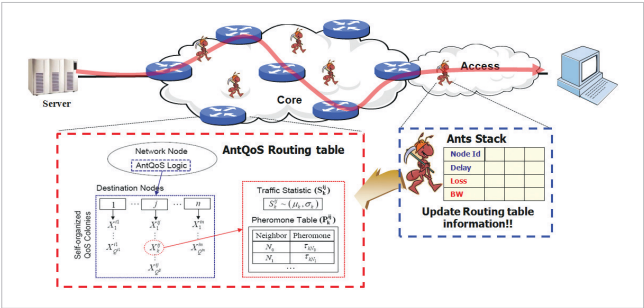 Server
Core
Access
AntQoS Routing table
Network Node
AntQoS Logic
Destination Nodes
1 ... j ... n
Self-organized
QoS Colonies
Traffic Statistic
Pheromone Table
Neighbor Pheromone
...
Ants Stack
Node Id
Delay
Loss
BW
Update Routing table
information!!